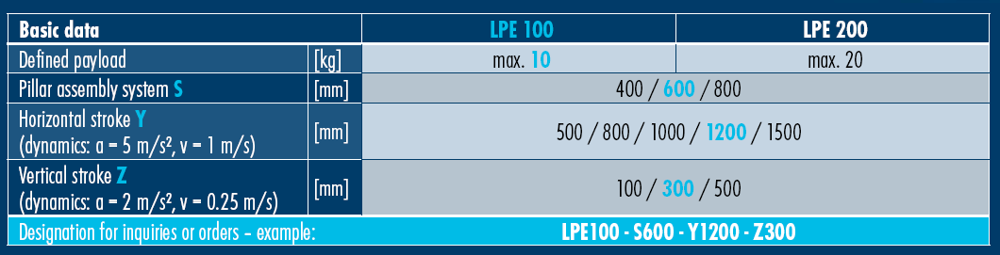 Basic data LPE 100 LPE 200
Defined payload [kg] max. 10 max. 20
Pillar assembly system S [mm] 400 / 600 / 800
Horizontal stroke Y
(dynamics: a = 5 m/s², v = 1 m/s) [mm] 500 / 800 / 1000 / 1200 / 1500
Vertical stroke Z
(dynamics: a = 2 m/s², v = 0.25 m/s) [mm] 100 / 300 / 500
Designation for inquiries or orders – example: LPE100 - S600 - Y1200 - Z300